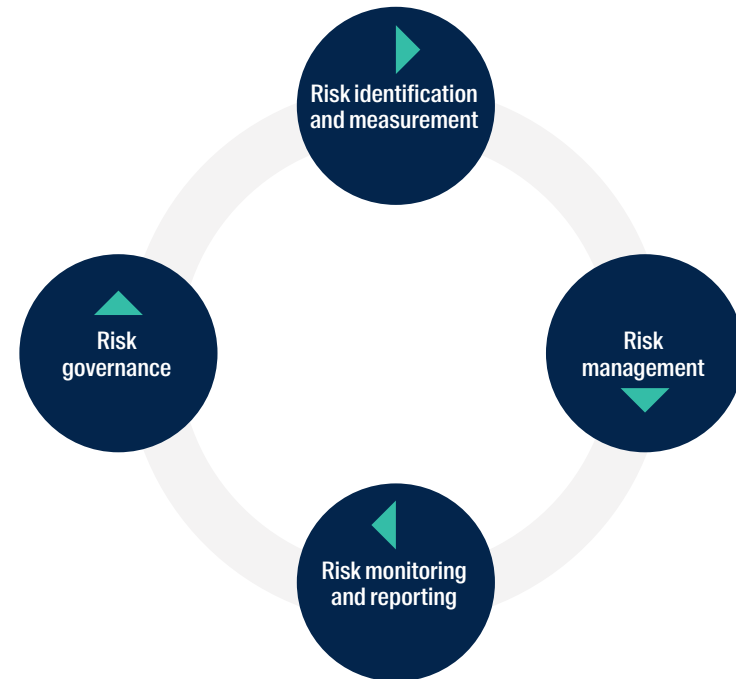 Risk identification
and measurement
Risk
governance
Risk
management
Risk monitoring
and reporting